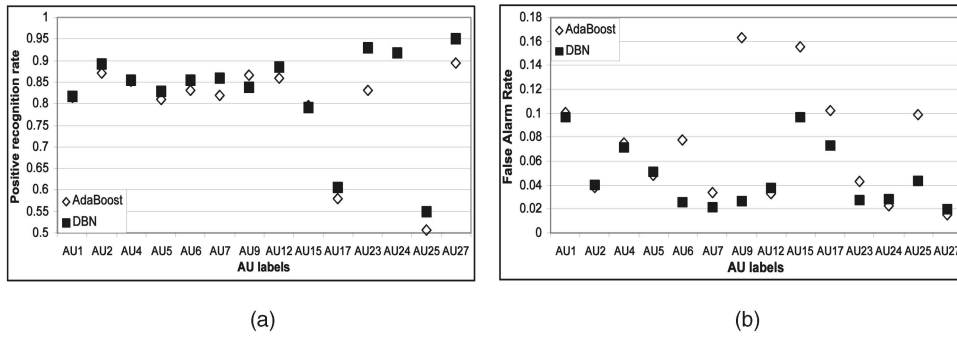 1
0.95
0.9
0.85
0.8
0.75
0.7
0.65
0.6
0.55
0.5
Positive recognition rate
AdaBoost
DBN
AU1 AU2 AU4 AU5 AU6 AU7 AU9 AU12 AU15 AU17 AU23 AU24 AU25 AU27
AU labels
(a)
0.18
0.16
0.14
0.12
0.1
0.08
0.06
0.04
0.02
0
False Alarm Rate
AdaBoost
DBN
AU1 AU2 AU4 AU5 AU6 AU7 AU9 AU12 AU15 AU17 AU23 AU24 AU25 AU27
AU labels
(b)